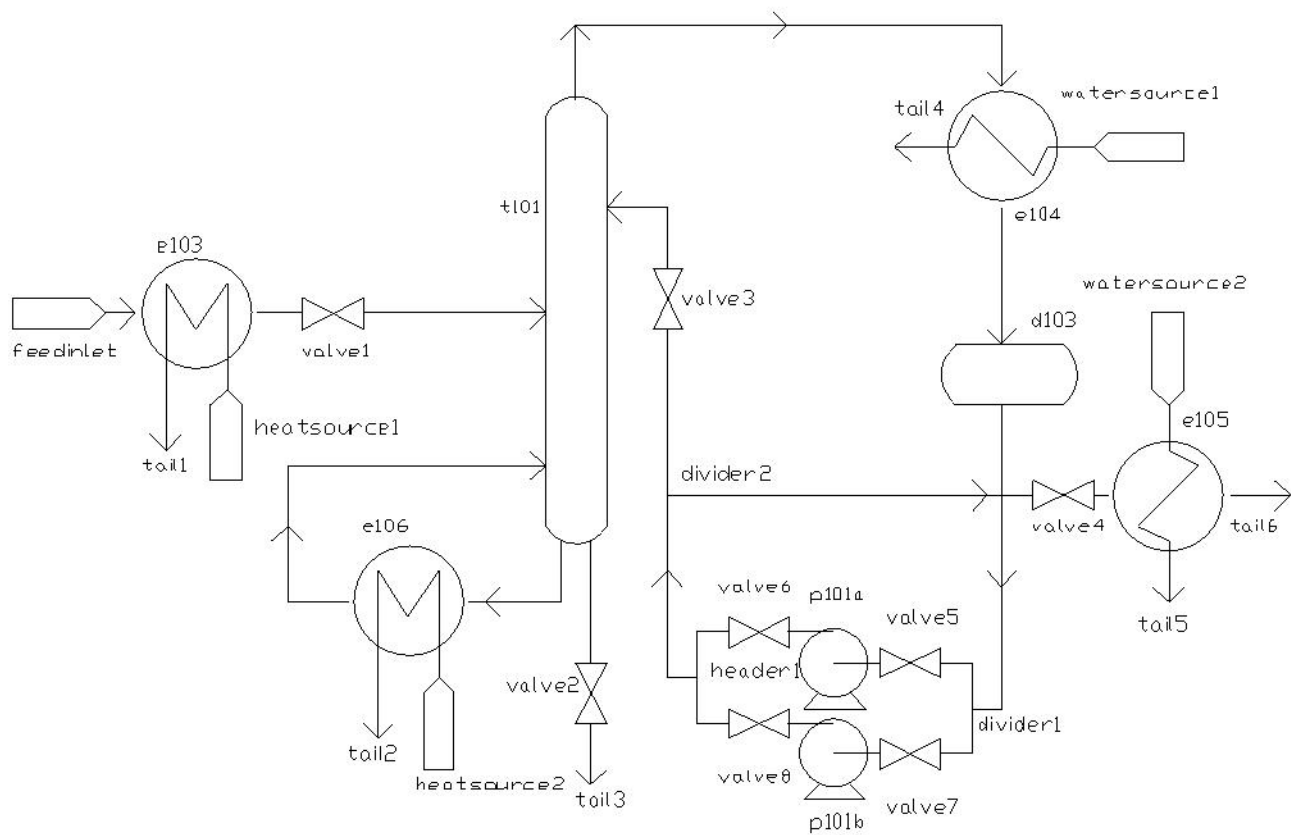 watersource1
tail4
tl01
e104
e103
watersource2
valve3
d103
feedinlet
valve1
heatsource1
e105
tail1
divider2
e106
valve4
tail6
valve6
p101a
valve5
tail5
header1
valve2
divider1
tail2
valve8
heatsource2
tail3
valve7
p101b